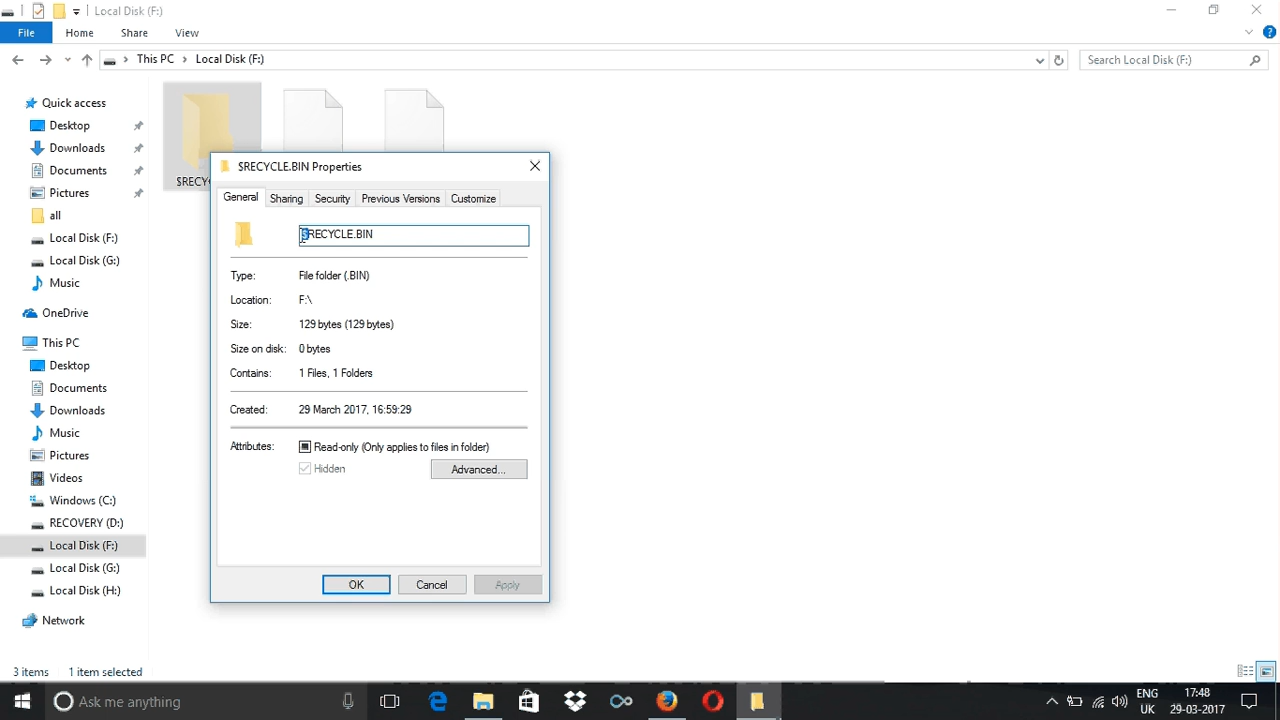 Local Disk (F:)
File Home Share View
This PC Local Disk (F:) Search Local Disk (F:)
Quick access
Desktop
Downloads
Documents
Pictures
all
Local Disk (F:)
Local Disk (G:)
Music
OneDrive
This PC
Desktop
Documents
Downloads
Music
Pictures
Videos
Windows (C:)
RECOVERY (D:)
Local Disk (F:)
Local Disk (G:)
Local Disk (H:)
Network
$RECYCLE.BIN Properties
General Sharing Security Previous Versions Customize
$RECYCLE.BIN
Type: File folder (.BIN)
Location: F:\
Size: 129 bytes (129 bytes)
Size on disk: 0 bytes
Contains: 1 Files, 1 Folders
Created: 29 March 2017, 16:59:29
Attributes: Read-only (Only applies to files in folder)
Hidden Advanced...
OK Cancel Apply
3 items 1 item selected
Ask me anything
ENG 17:48
UK 29-03-2017